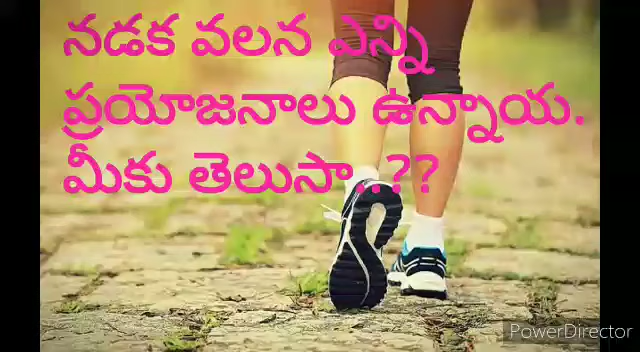 నడక వలన ఎన్ని
ప్రయోజనాలు ఉన్నాయ.
మీకు తెలుసా..??
PowerDirector